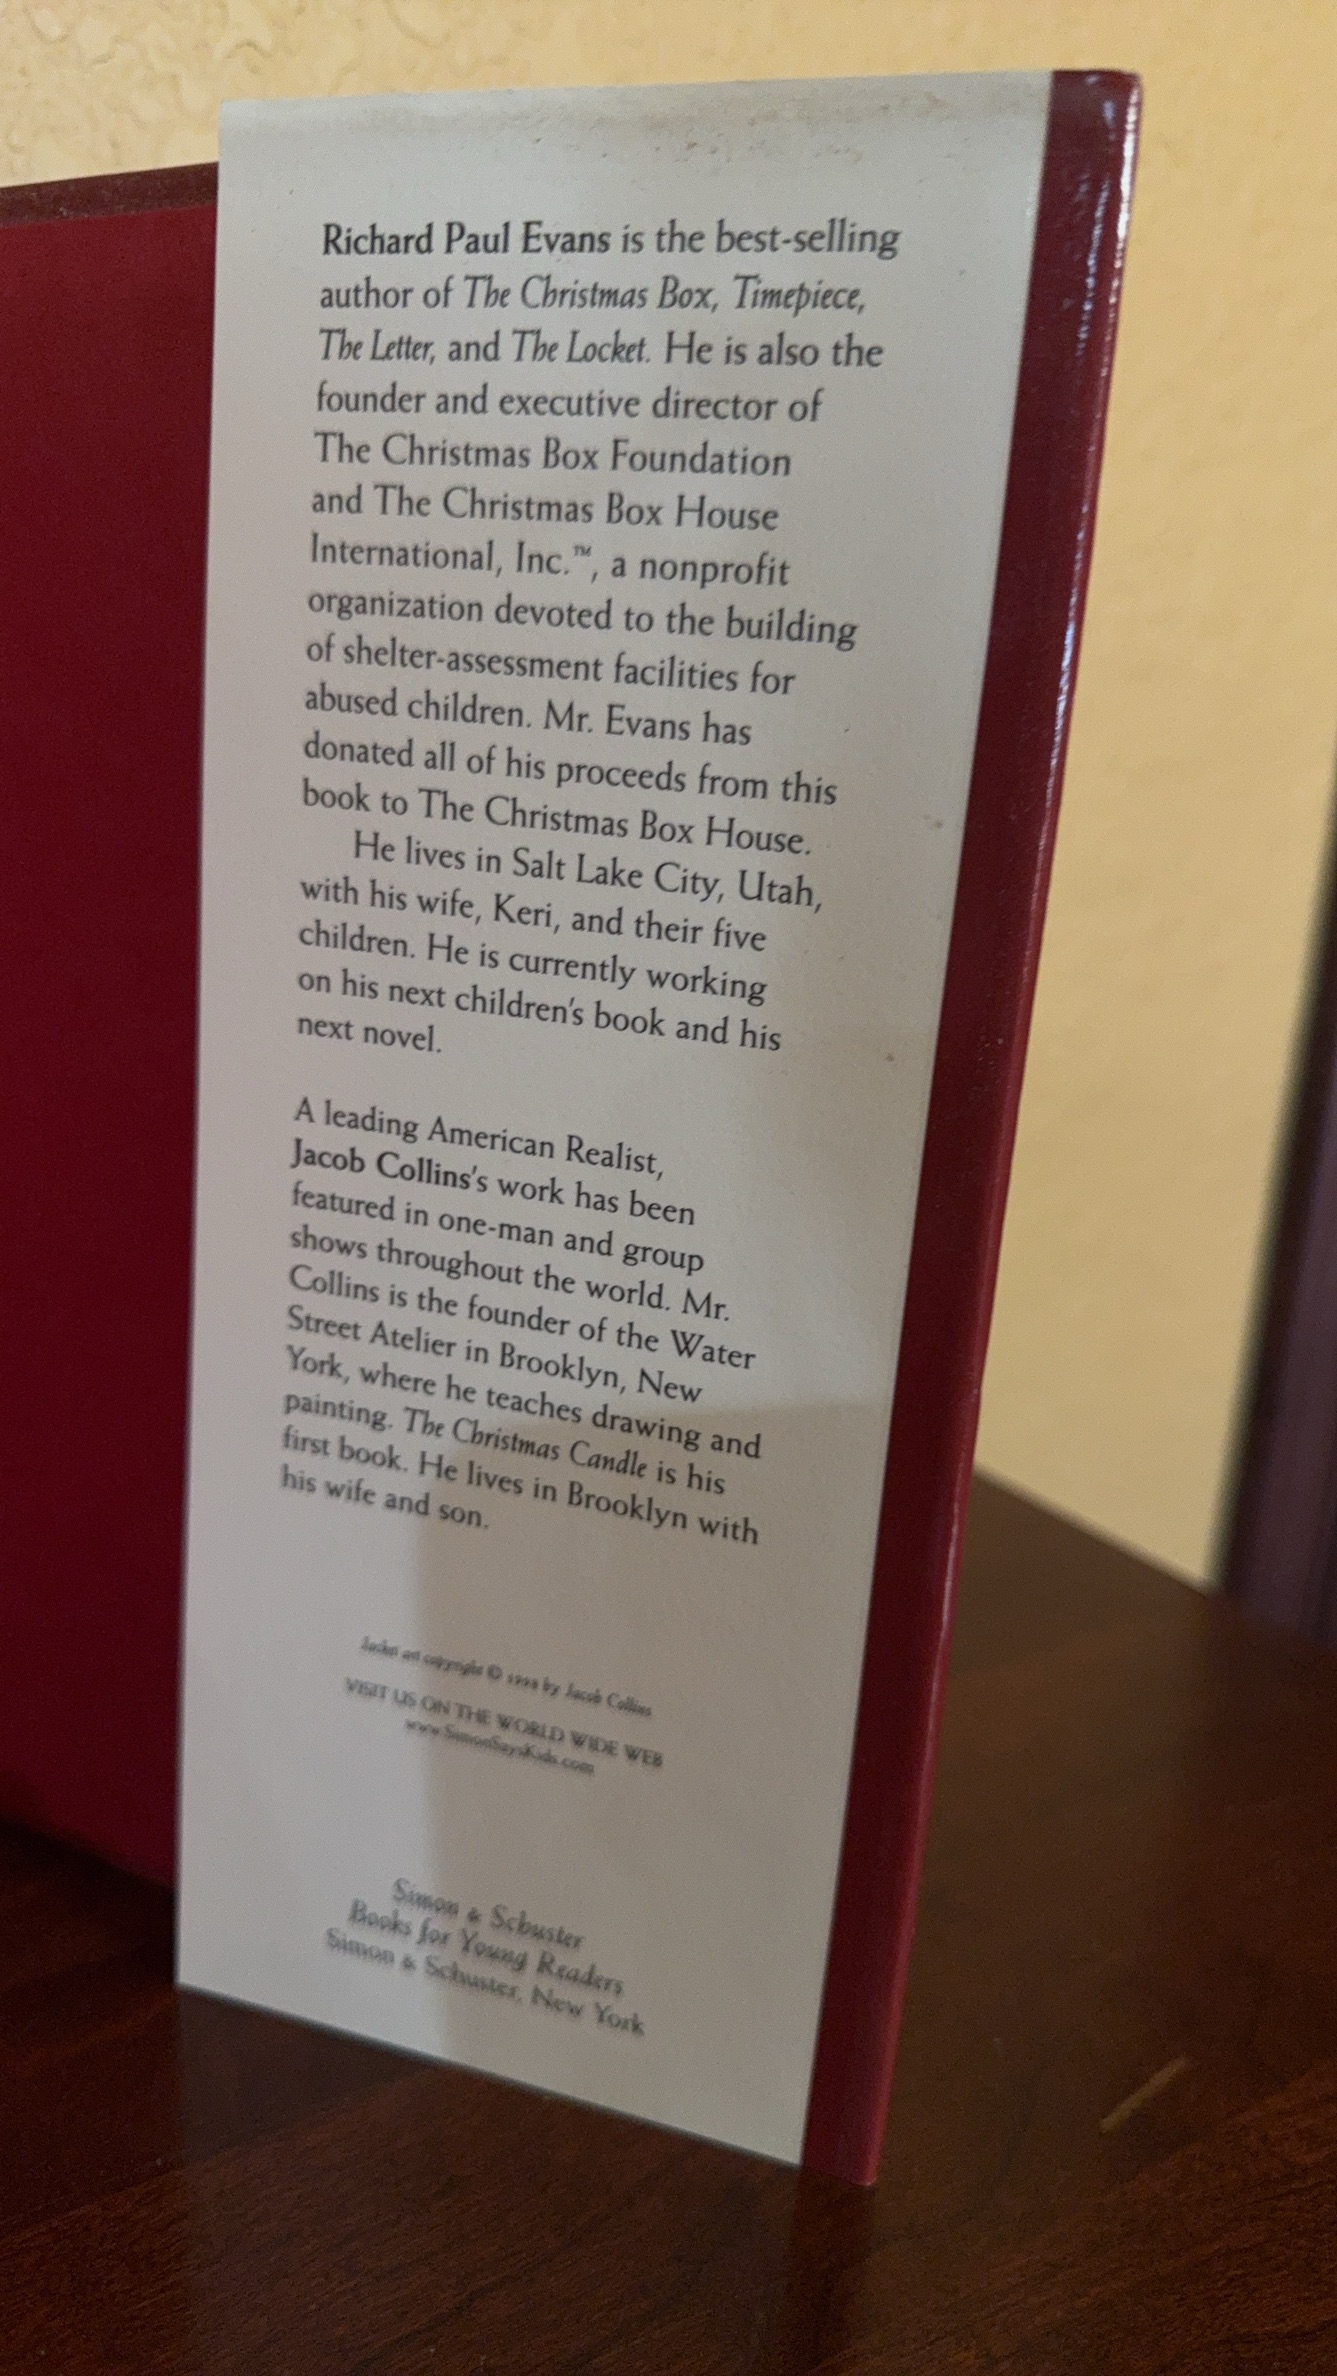 Richard Paul Evans is the best-selling
author of The Christmas Box, Timepiece,
The Letter, and The Locket. He is also the
founder and executive director of
The Christmas Box Foundation
and The Christmas Box House
International, Inc.™, a nonprofit
organization devoted to the building
of shelter-assessment facilities for
abused children. Mr. Evans has
donated all of his proceeds from this
book to The Christmas Box House.
He lives in Salt Lake City, Utah,
with his wife, Keri, and their five
children. He is currently working
on his next children's book and his
next novel.
A leading American Realist,
Jacob Collins's work has been
featured in one-man and group
shows throughout the world. Mr.
Collins is the founder of the Water
Street Atelier in Brooklyn, New
York, where he teaches drawing and
painting. The Christmas Candle is his
first book. He lives in Brooklyn with
his wife and son.
Jacket art copyright © by Jacob Collins
VISIT US ON THE WORLD WIDE WEB
www.SimonSaysKids.com
Simon & Schuster
Books for Young Readers
Simon & Schuster, New York